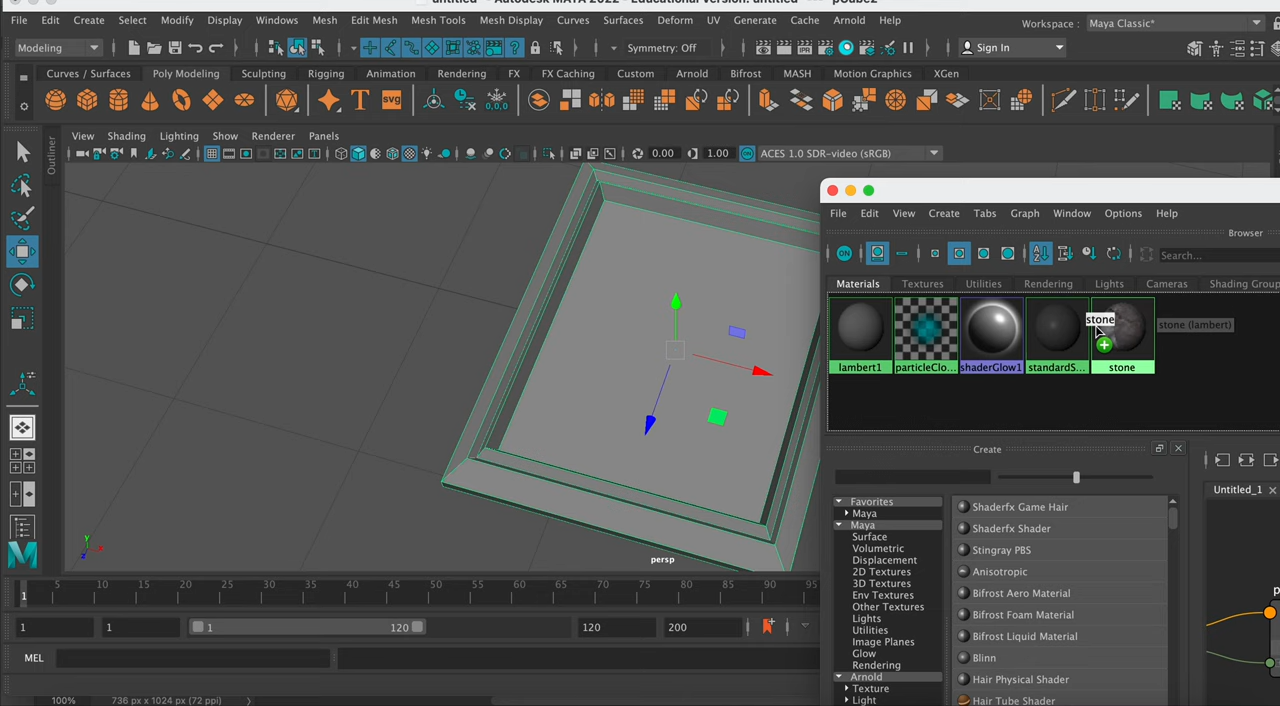 untitled* - Autodesk MAYA 2022 - Educational Version: untitled* --- pCube2
File Edit Create Select Modify Display Windows Mesh Edit Mesh Mesh Tools Mesh Display Curves Surfaces Deform UV Generate Cache Arnold Help
Workspace : Maya Classic*
Modeling Symmetry: Off Sign In
Curves / Surfaces Poly Modeling Sculpting Rigging Animation Rendering FX FX Caching Custom Arnold Bifrost MASH Motion Graphics XGen
T svg 0,0,0
View Shading Lighting Show Renderer Panels
Outliner
0.00 1.00 ON ACES 1.0 SDR-video (sRGB)
File Edit View Create Tabs Graph Window Options Help
Browser
ON Search...
Materials Textures Utilities Rendering Lights Cameras Shading Group
stone
stone (lambert)
lambert1 particleClo... shaderGlow1 standardS... stone
Create
Untitled_1
Favorites
Maya
Maya
Surface
Volumetric
Displacement
2D Textures
3D Textures
Env Textures
Other Textures
Lights
Utilities
Image Planes
Glow
Rendering
Arnold
Texture
Light
Shaderfx Game Hair
Shaderfx Shader
Stingray PBS
Anisotropic
Bifrost Aero Material
Bifrost Foam Material
Bifrost Liquid Material
Blinn
Hair Physical Shader
Hair Tube Shader
y
x
z
persp
5 10 15 20 25 30 35 40 45 50 55 60 65 70 75 80 85 90 95
1
1 1 1 120 120 200
MEL
100% 736 px x 1024 px (72 ppi)